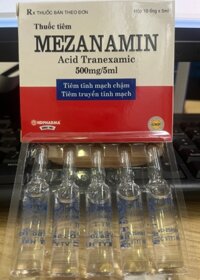 Rx THUỐC BÁN THEO ĐƠN
Hộp 10 ống x 5ml
Thuốc tiêm
MEZANAMIN
Acid Tranexamic
500mg/5ml
Tiêm tĩnh mạch chậm
Tiêm truyền tĩnh mạch
HDPHARMA